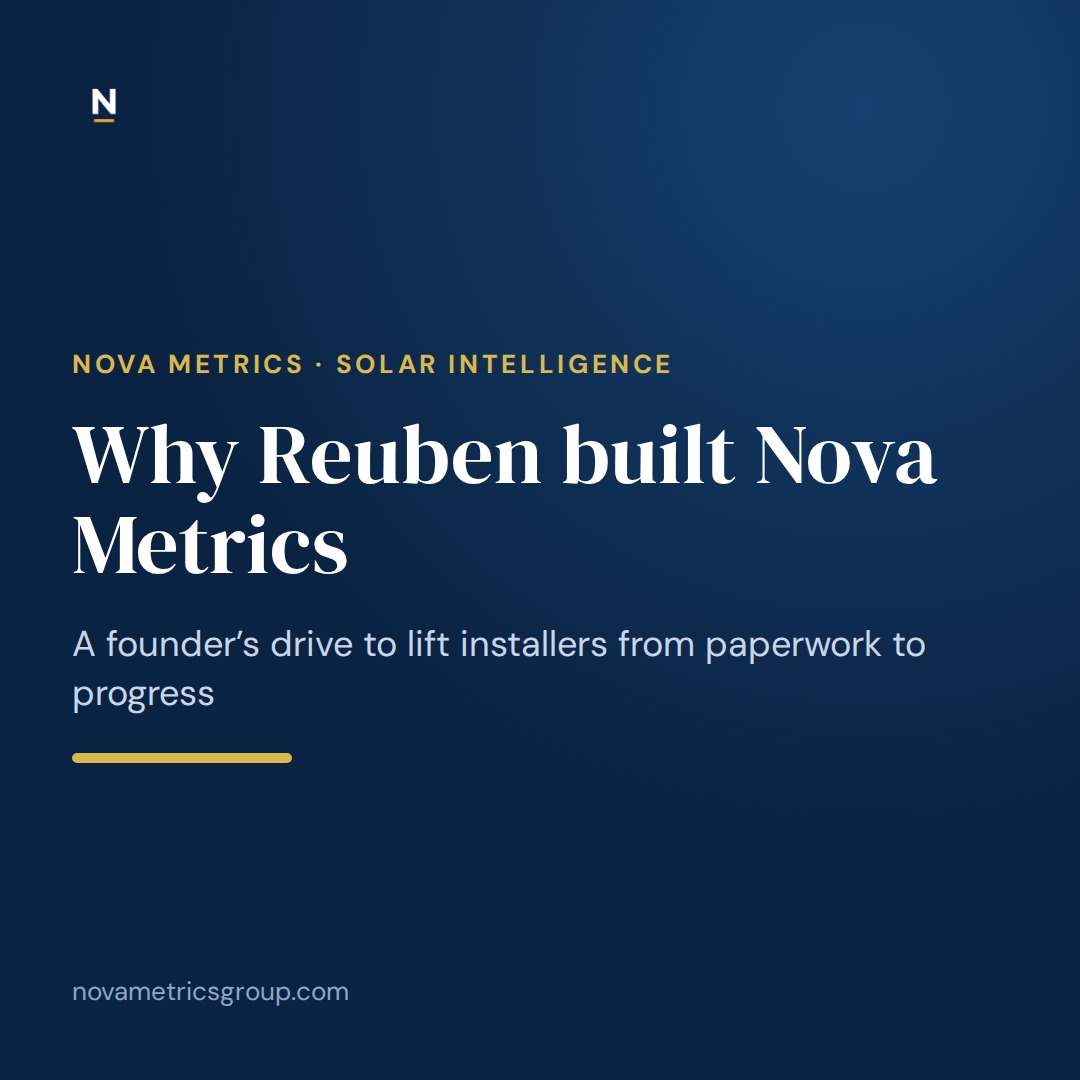 N
NOVA METRICS · SOLAR INTELLIGENCE
Why Reuben built Nova
Metrics
A founder’s drive to lift installers from paperwork to
progress
novametricsgroup.com